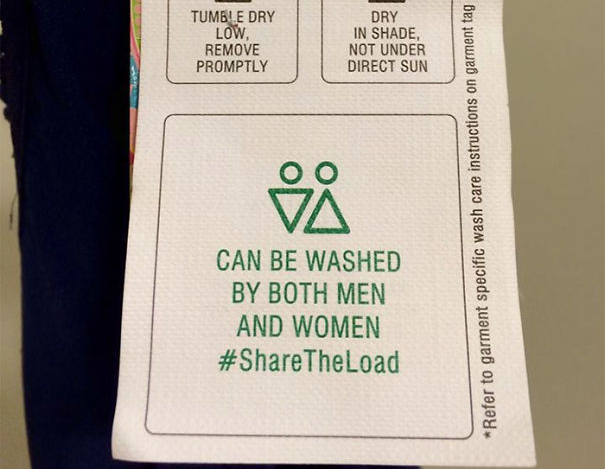 TUMBLE DRY
LOW,
REMOVE
PROMPTLY
DRY
IN SHADE,
NOT UNDER
DIRECT SUN
CAN BE WASHED
BY BOTH MEN
AND WOMEN
#ShareTheLoad
*Refer to garment specific wash care instructions on garment tag